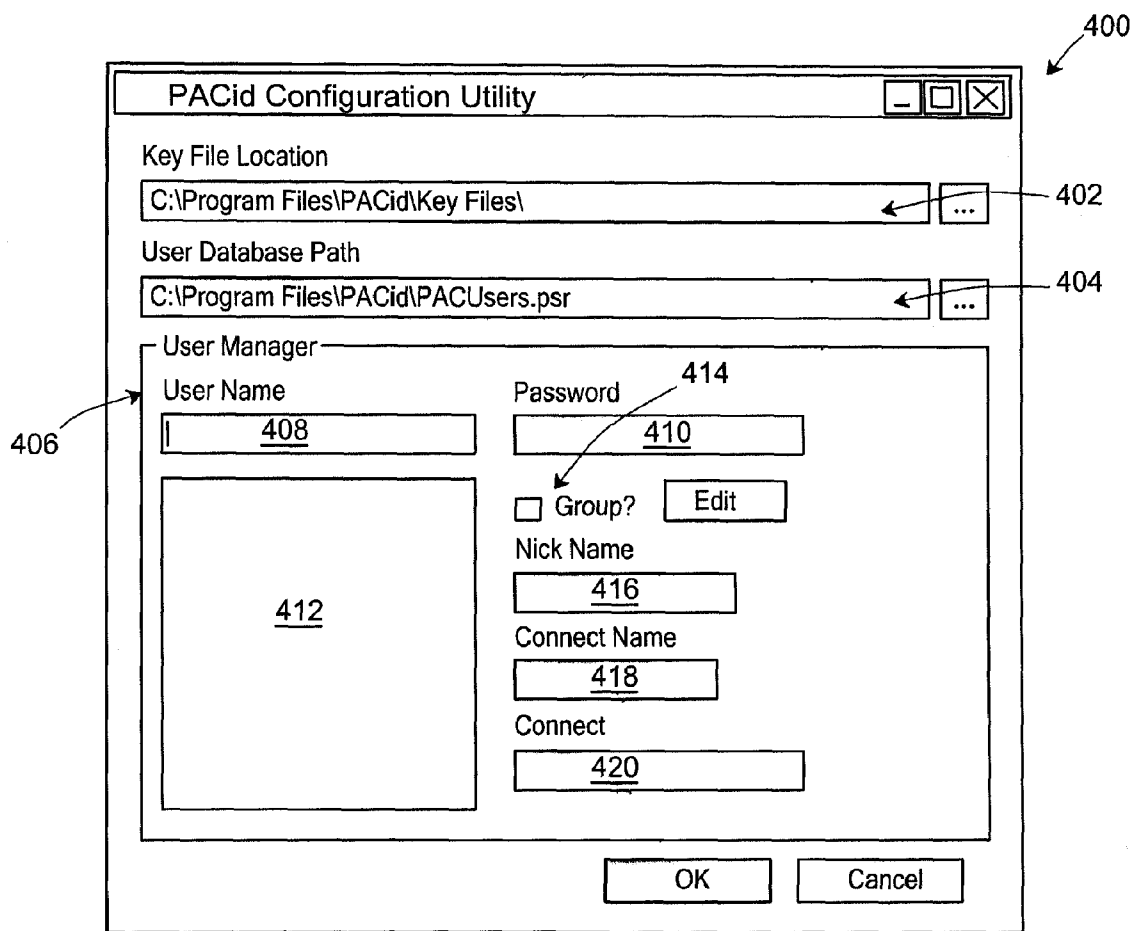 400
PACid Configuration Utility
Key File Location
C:\Program Files\PACid\Key Files\
...
402
User Database Path
C:\Program Files\PACid\PACUsers.psr
...
404
User Manager
414
User Name
Password
406
408
410
Group?
Edit
Nick Name
412
416
Connect Name
418
Connect
420
OK
Cancel